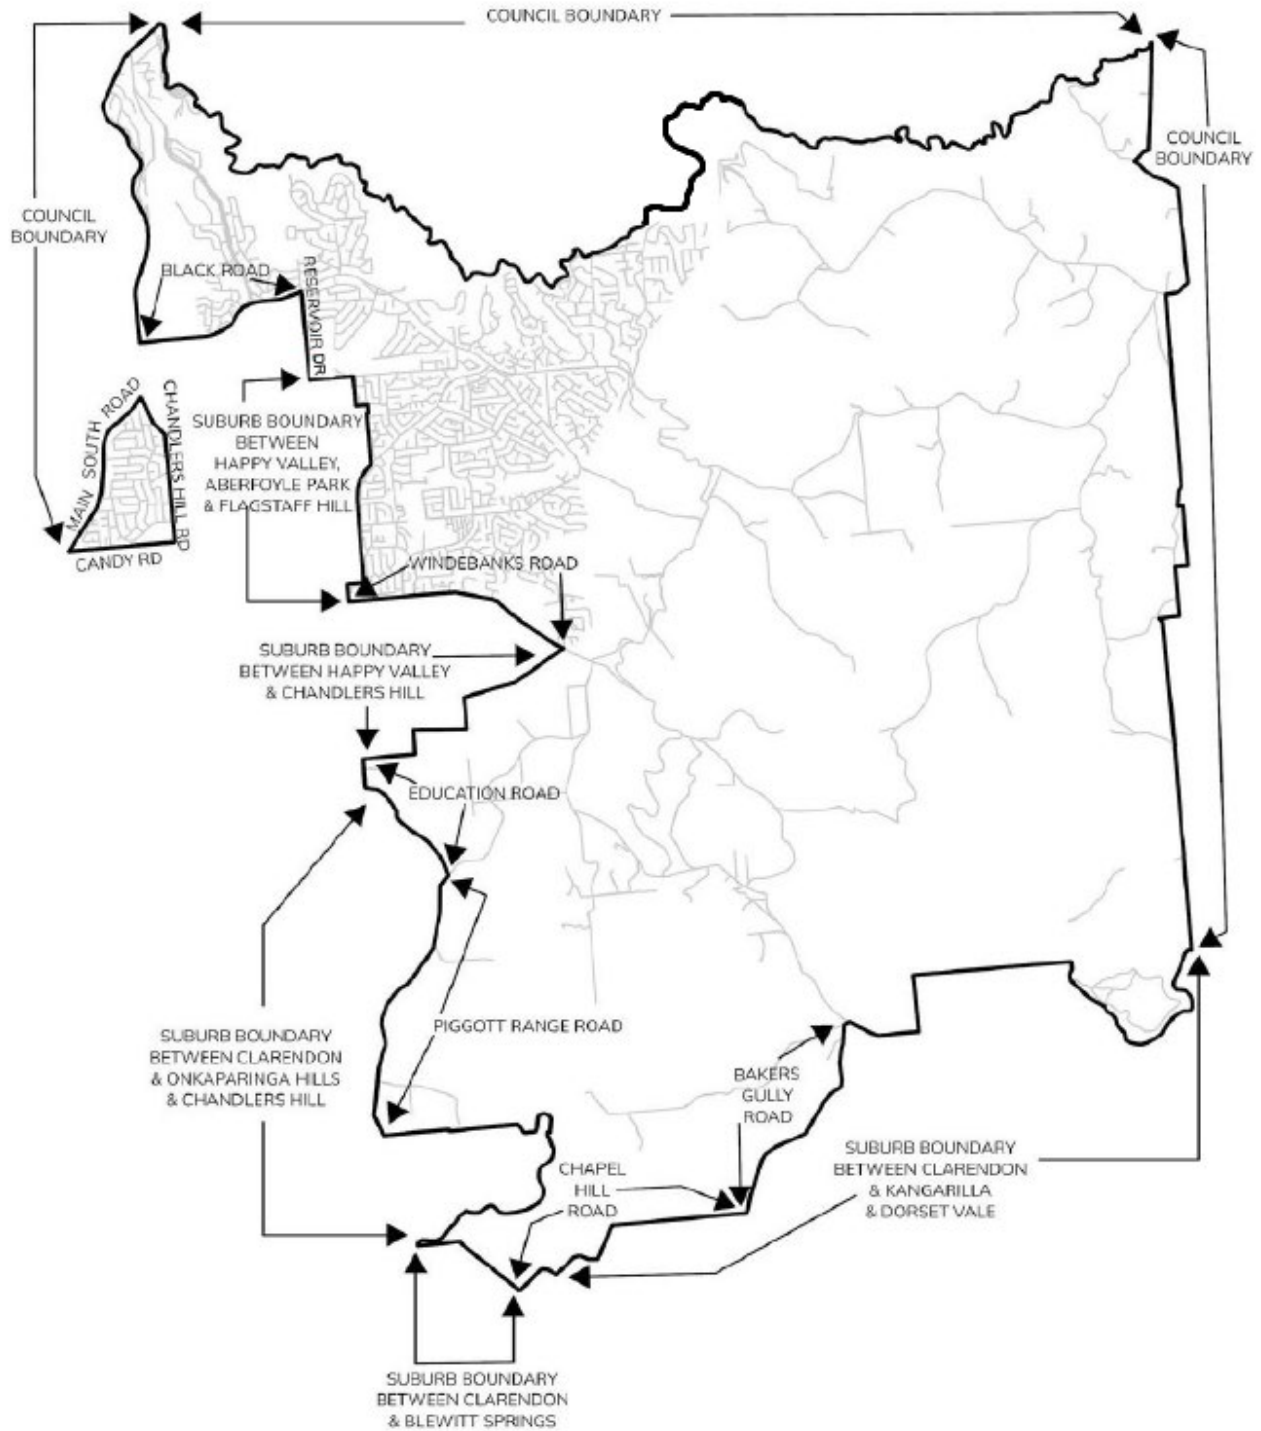 COUNCIL BOUNDARY
COUNCIL
BOUNDARY
COUNCIL
BOUNDARY
BLACK ROAD
RESERVOIR DR
MAIN SOUTH ROAD
CHANDLERS HILL RD
CANDY RD
SUBURB BOUNDARY
BETWEEN
HAPPY VALLEY,
ABERFOYLE PARK
& FLAGSTAFF HILL
WINDEBANKS ROAD
SUBURB BOUNDARY
BETWEEN HAPPY VALLEY
& CHANDLERS HILL
EDUCATION ROAD
PIGGOTT RANGE ROAD
SUBURB BOUNDARY
BETWEEN CLARENDON
& ONKAPARINGA HILLS
& CHANDLERS HILL
BAKERS
GULLY
ROAD
CHAPEL
HILL
ROAD
SUBURB BOUNDARY
BETWEEN CLARENDON
& KANGARILLA
& DORSET VALE
SUBURB BOUNDARY
BETWEEN CLARENDON
& BLEWITT SPRINGS